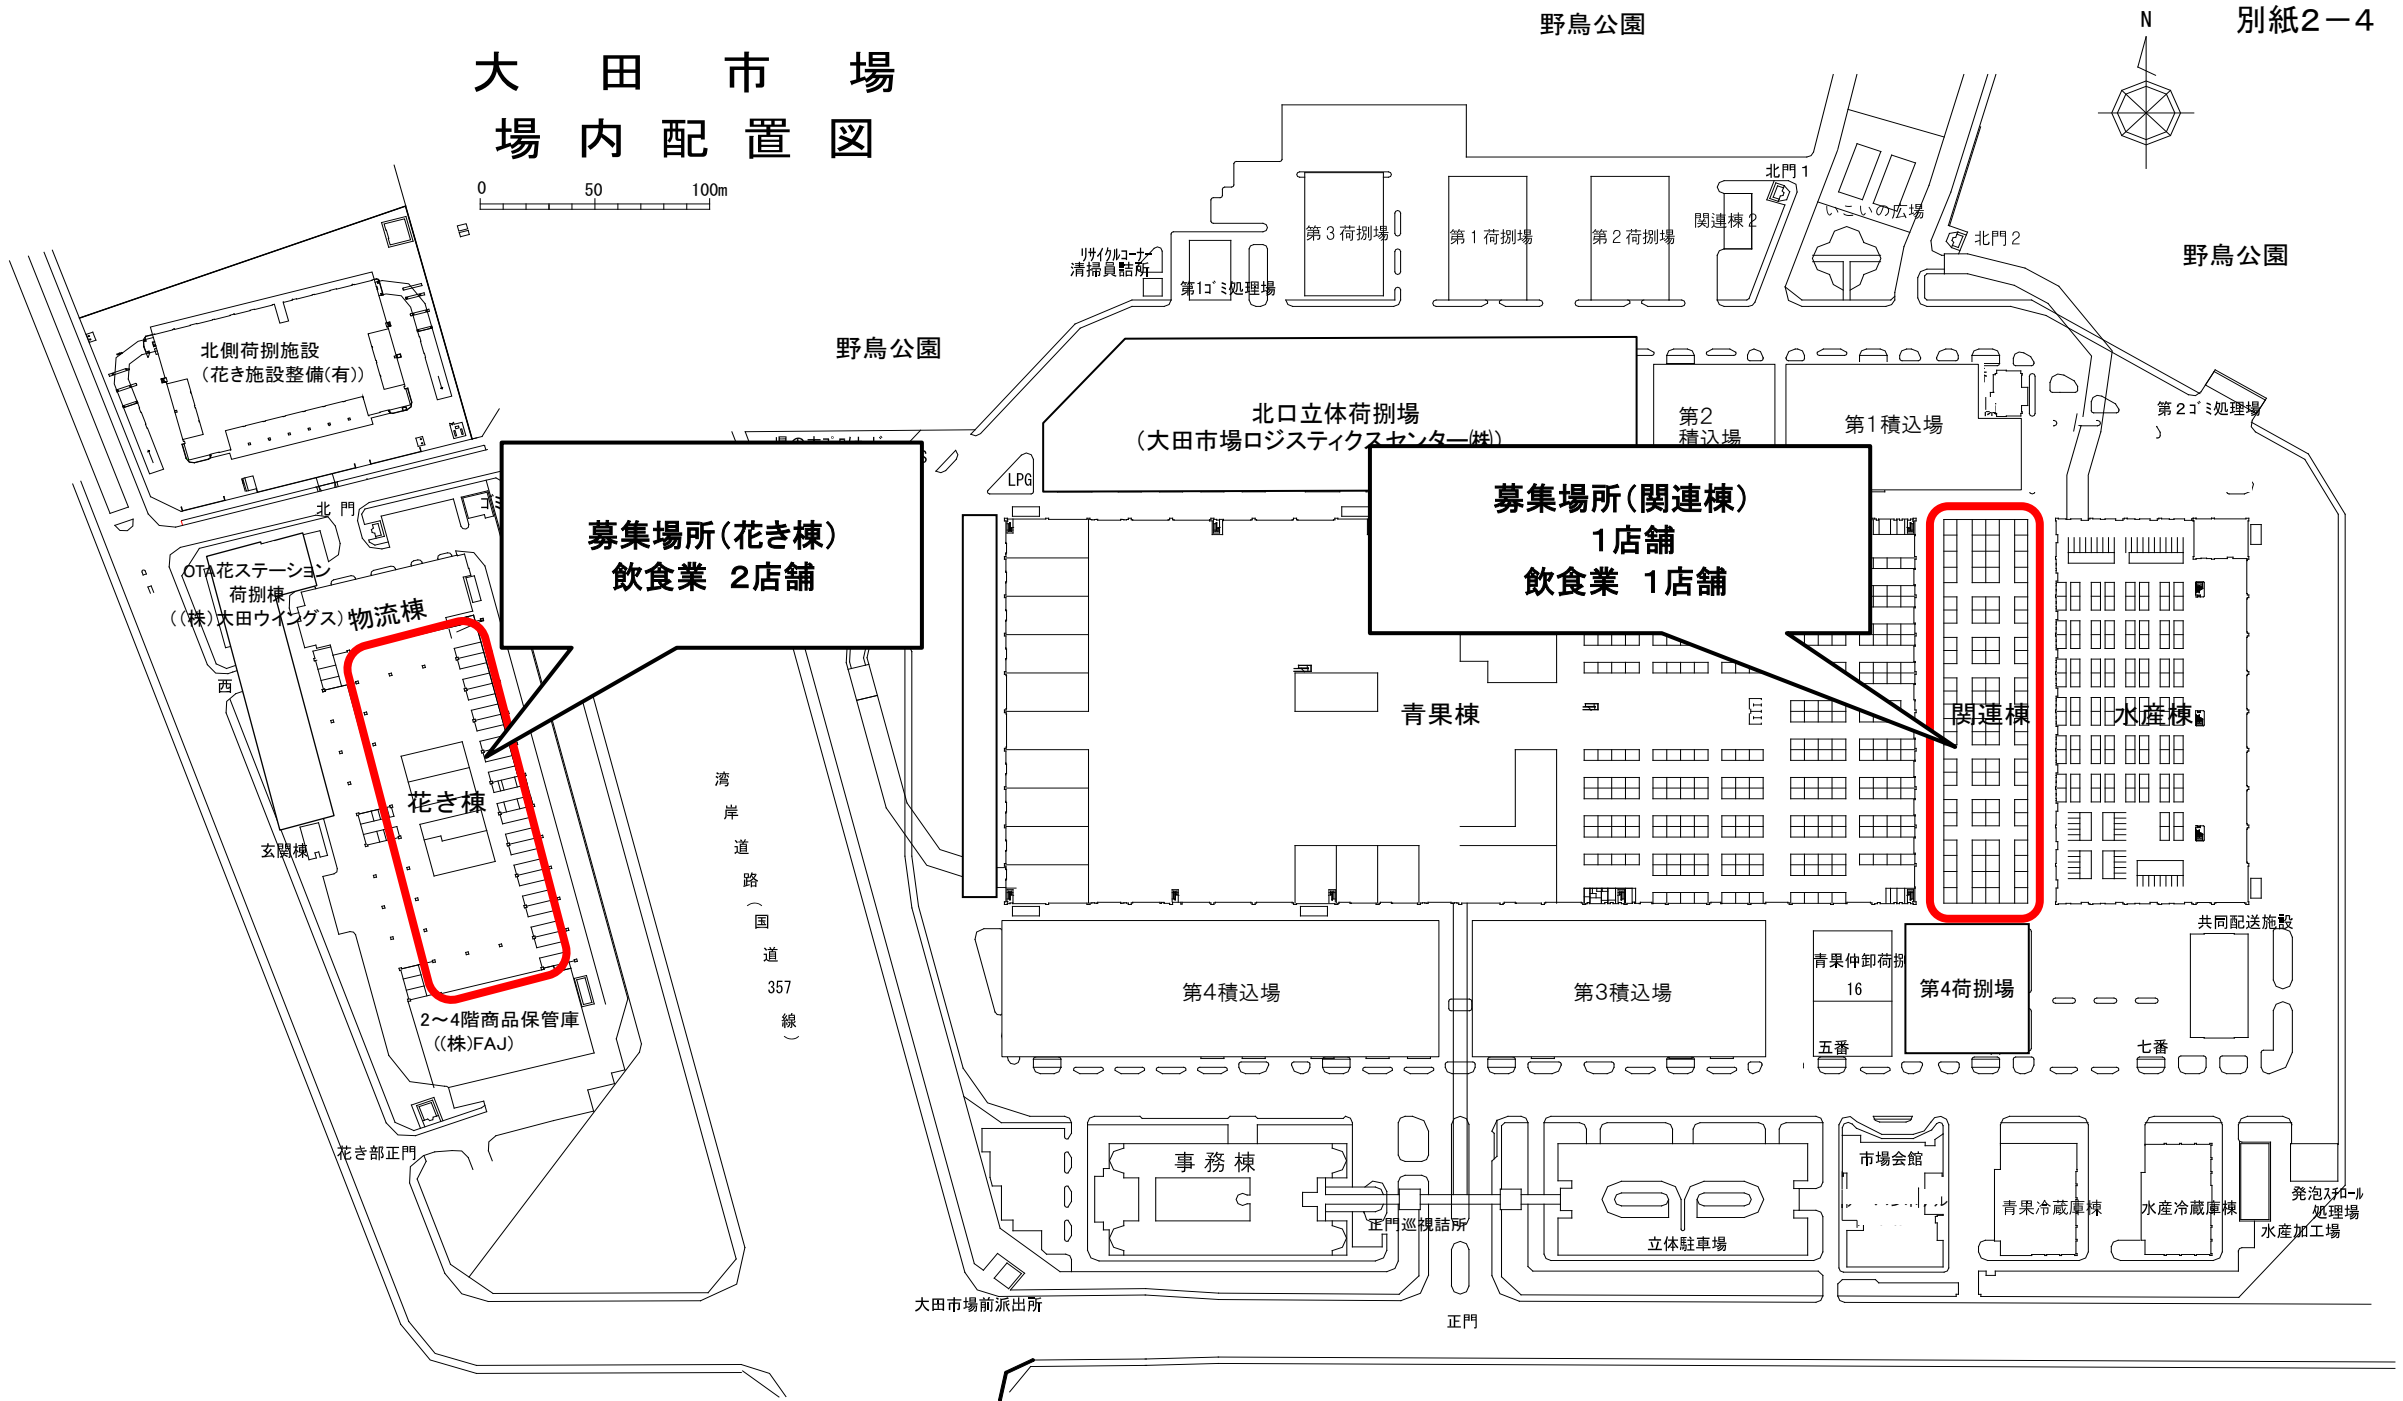 別紙2－4
大田市場
場内配置図
0 50 100m
N
野鳥公園
野鳥公園
野鳥公園
北門1
北門2
いこいの広場
関連棟2
第3荷捌場
第1荷捌場
第2荷捌場
リサイクルコーナー
清掃員詰所
第1ゴミ処理場
第2ゴミ処理場
北側荷捌施設
（花き施設整備(有)）
北口立体荷捌場
（大田市場ロジスティクスセンター㈱）
第2
積込場
第1積込場
LPG
募集場所（花き棟）
飲食業　2店舗
募集場所（関連棟）
1店舗
飲食業　1店舗
北門
OTA花ステーション
荷捌棟
((株)大田ウイングス)
物流棟
西
花き棟
玄関棟
2～4階商品保管庫
((株)FAJ)
花き部正門
湾岸道路（国道357線）
青果棟
関連棟
水産棟
共同配送施設
第4積込場
第3積込場
青果仲卸荷捌
16
第4荷捌場
五番
七番
事務棟
正門巡視詰所
立体駐車場
市場会館
青果冷蔵庫棟
水産冷蔵庫棟
発泡スチロール
処理場
水産加工場
大田市場前派出所
正門